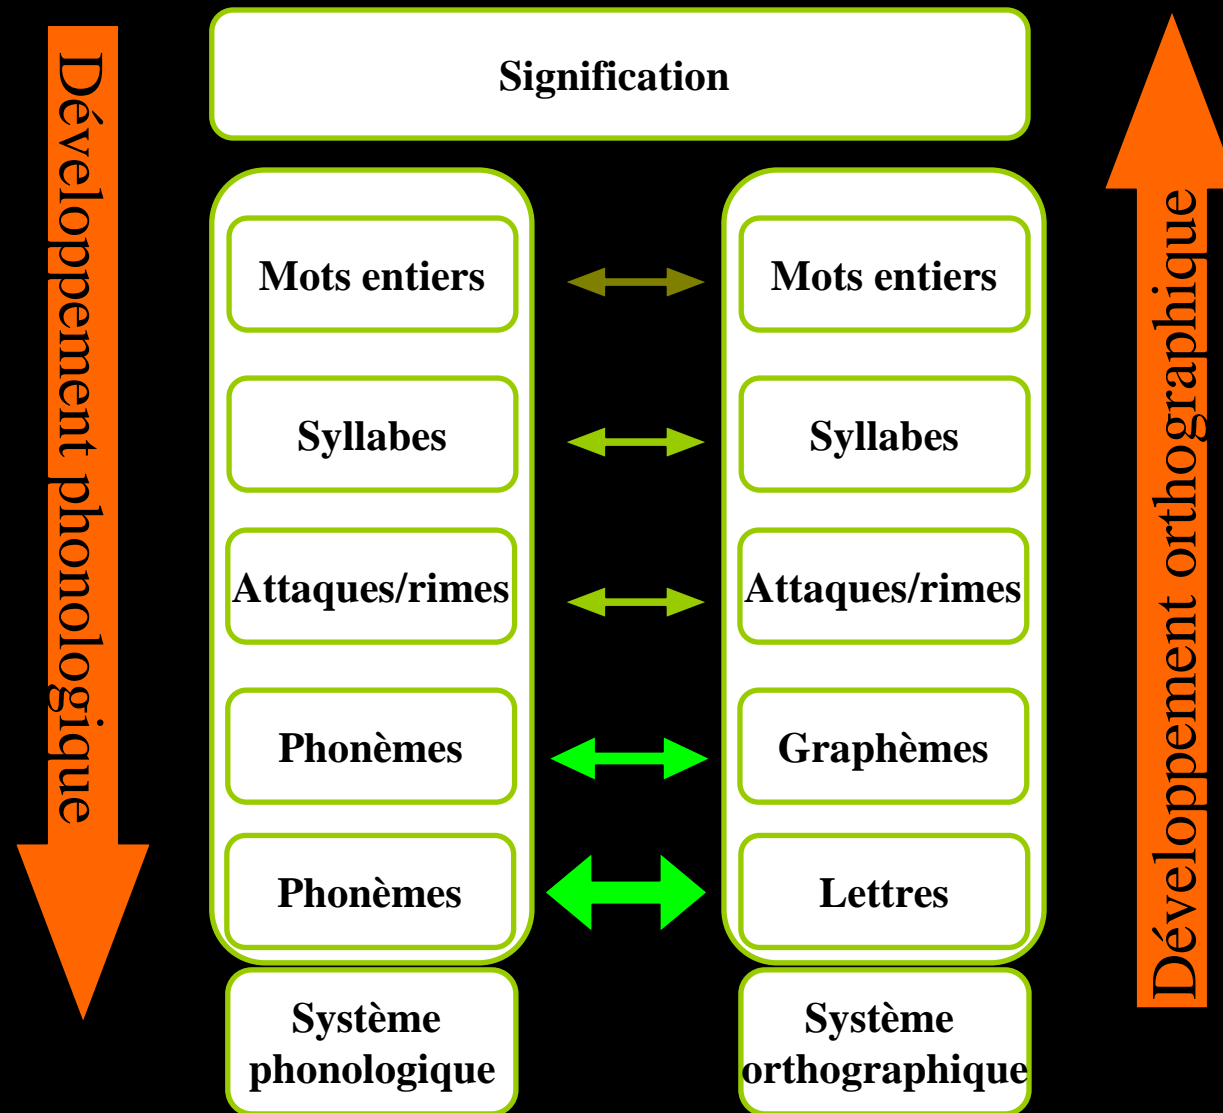 Signification
Développement phonologique
Mots entiers
Mots entiers
Syllabes
Syllabes
Attaques/rimes
Attaques/rimes
Phonèmes
Graphèmes
Phonèmes
Lettres
Système
phonologique
Système
orthographique
Développement orthographique